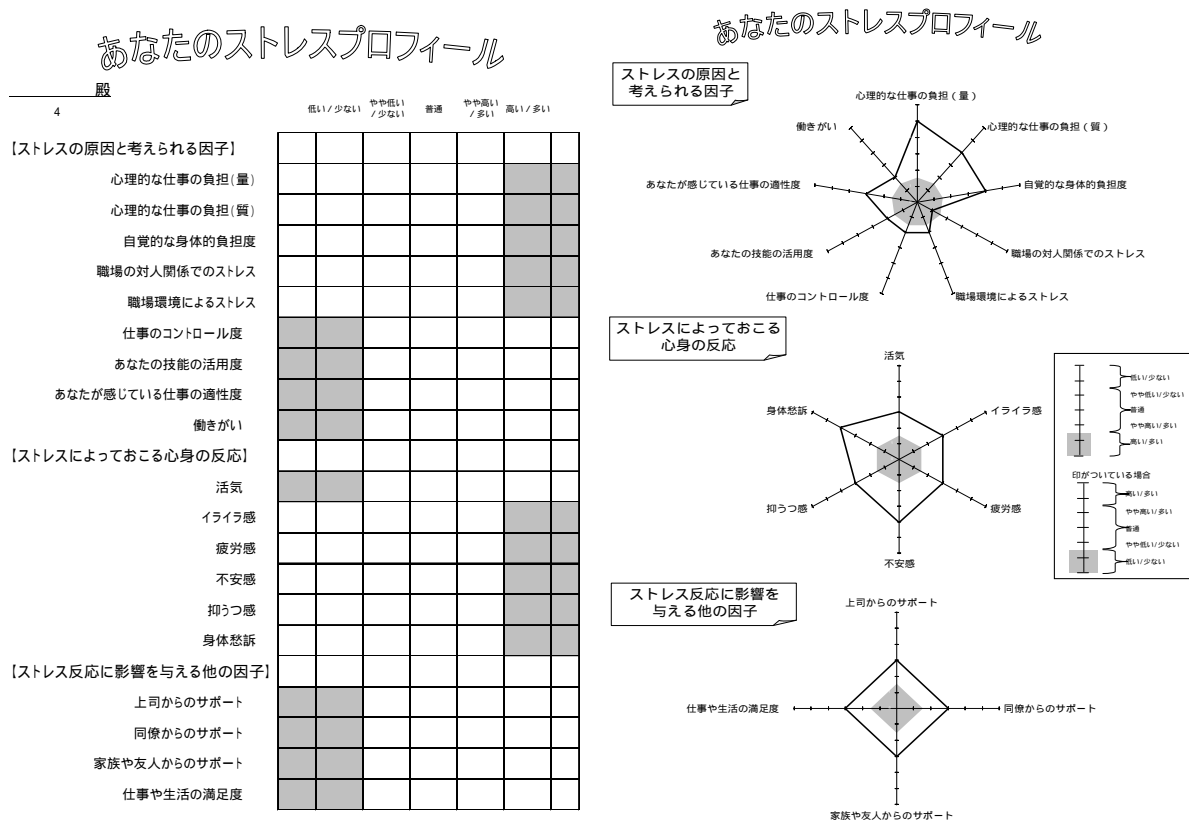 あなたのストレスプロフィール
殿
4
低い/少ない
やや低い
/少ない
普通
やや高い
/多い
高い/多い
【ストレスの原因と考えられる因子】
心理的な仕事の負担(量)
心理的な仕事の負担(質)
自覚的な身体的負担度
職場の対人関係でのストレス
職場環境によるストレス
仕事のコントロール度
あなたの技能の活用度
あなたが感じている仕事の適性度
働きがい
【ストレスによっておこる心身の反応】
活気
イライラ感
疲労感
不安感
抑うつ感
身体愁訴
【ストレス反応に影響を与える他の因子】
上司からのサポート
同僚からのサポート
家族や友人からのサポート
仕事や生活の満足度
あなたのストレスプロフィール
ストレスの原因と
考えられる因子
心理的な仕事の負担(量)
働きがい
心理的な仕事の負担(質)
あなたが感じている仕事の適性度
自覚的な身体的負担度
あなたの技能の活用度
職場の対人関係でのストレス
仕事のコントロール度
職場環境によるストレス
ストレスによっておこる
心身の反応
活気
身体愁訴
イライラ感
抑うつ感
疲労感
不安感
低い/少ない
やや低い/少ない
普通
やや高い/多い
高い/多い
印がついている場合
高い/多い
やや高い/多い
普通
やや低い/少ない
低い/少ない
ストレス反応に影響を
与える他の因子
上司からのサポート
仕事や生活の満足度
同僚からのサポート
家族や友人からのサポート